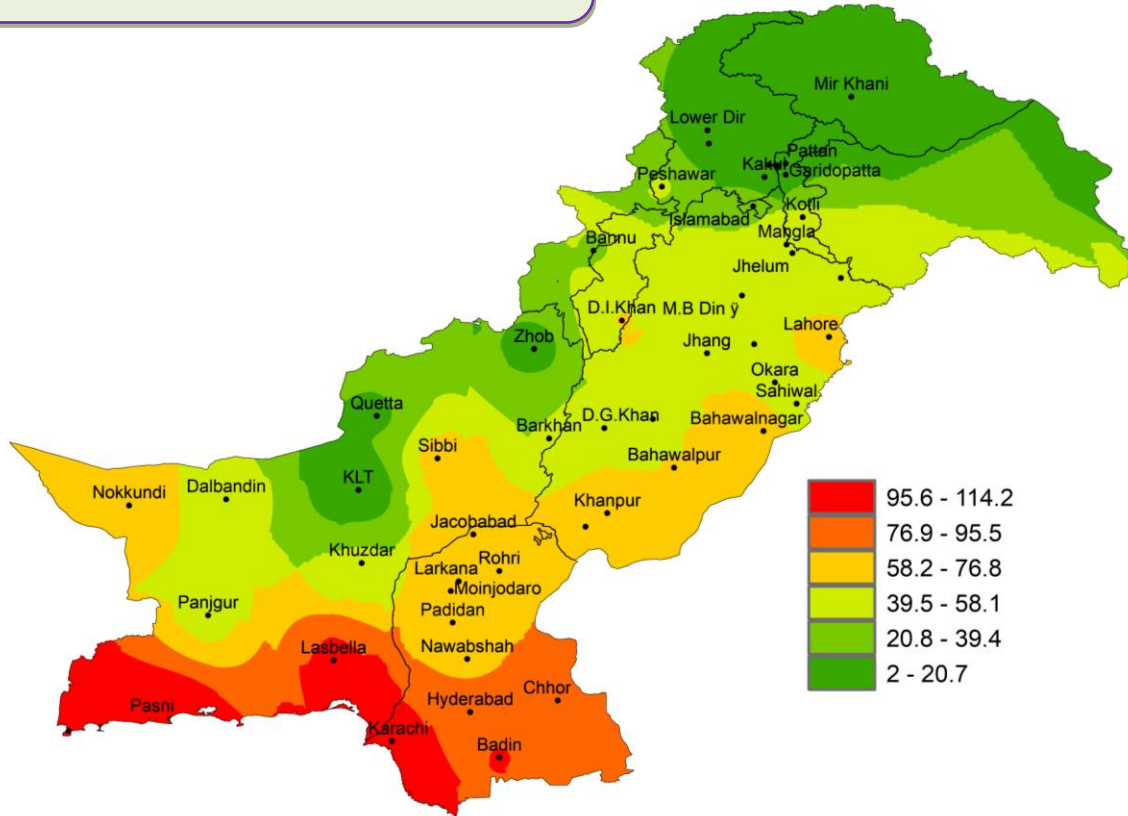 Mir Khani
Lower Dir
Pattan
Kakul
Garidopatta
Peshawar
Islamabad
Kotli
Mangla
Bannu
Jhelum
D.I.Khan
M.B Din ÿ
Lahore
Zhob
Jhang
Okara
Sahiwal
Quetta
D.G.Khan
Bahawalnagar
Barkhan
Sibbi
Bahawalpur
Nokkundi
Dalbandin
KLT
Khanpur
Jacobabad
Khuzdar
Rohri
Larkana
Moinjodaro
Panjgur
Padidan
Nawabshah
Lasbella
Pasni
Hyderabad
Chhor
Karachi
Badin
95.6 - 114.2
76.9 - 95.5
58.2 - 76.8
39.5 - 58.1
20.8 - 39.4
2 - 20.7